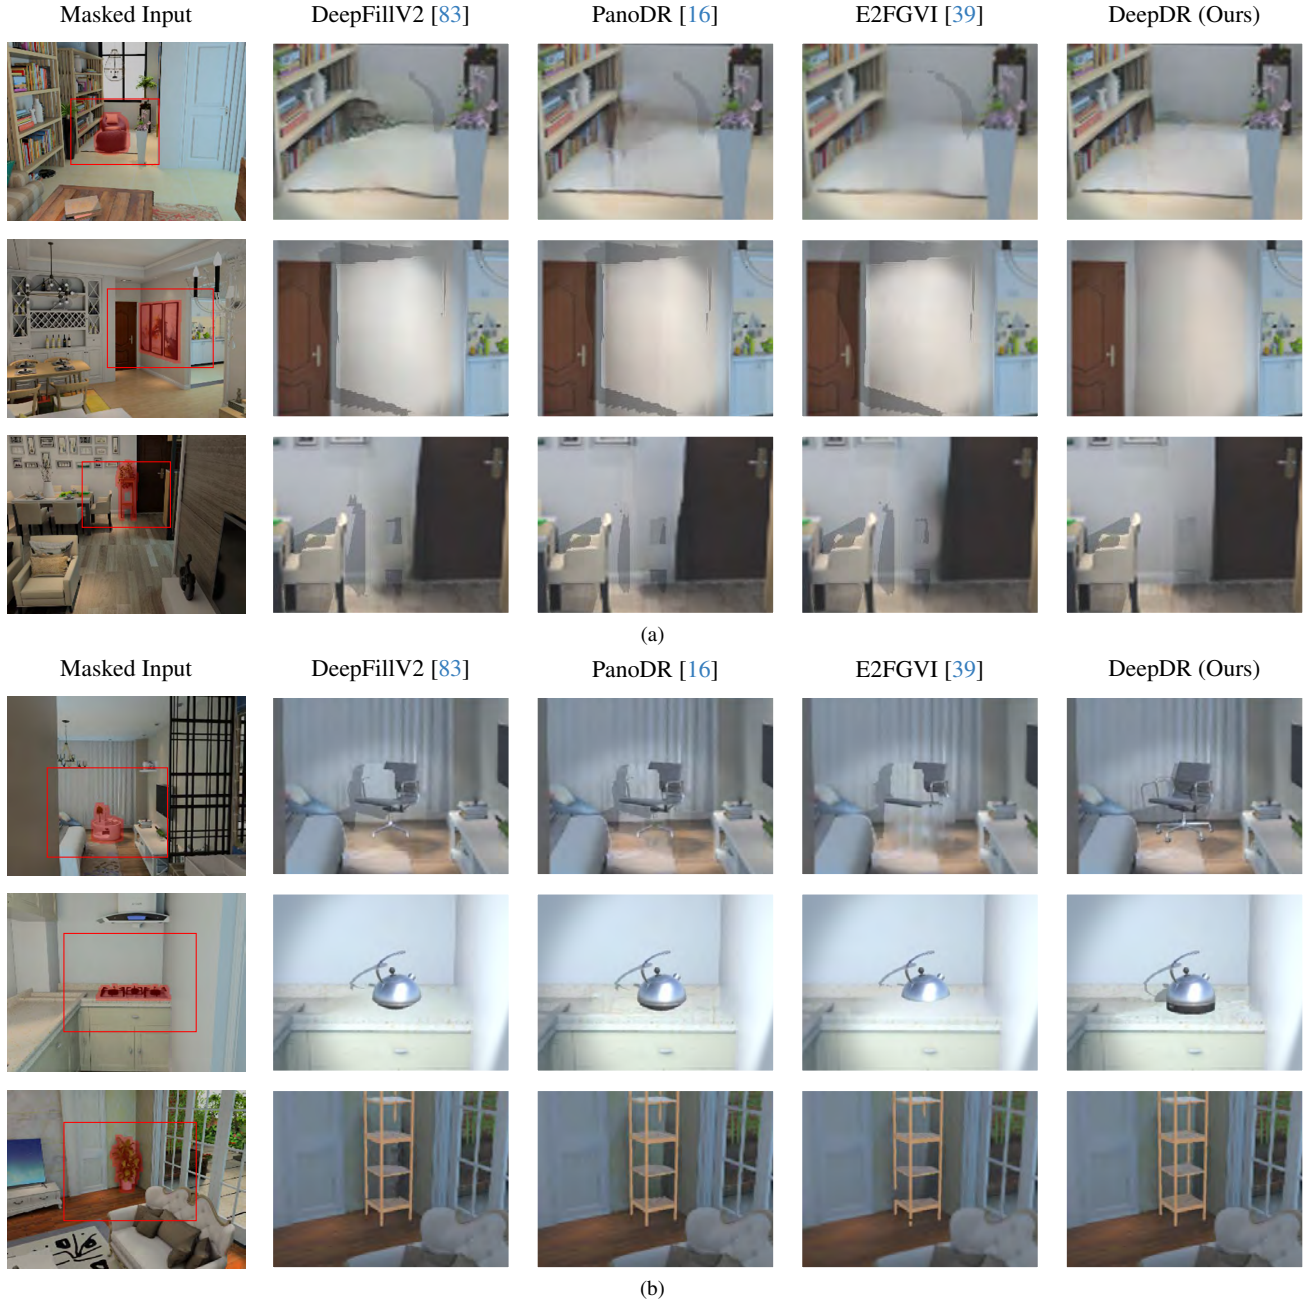 Masked Input DeepFillV2 [83] PanoDR [16] E2FGVI [39] DeepDR (Ours)
(a)
Masked Input DeepFillV2 [83] PanoDR [16] E2FGVI [39] DeepDR (Ours)
(b)